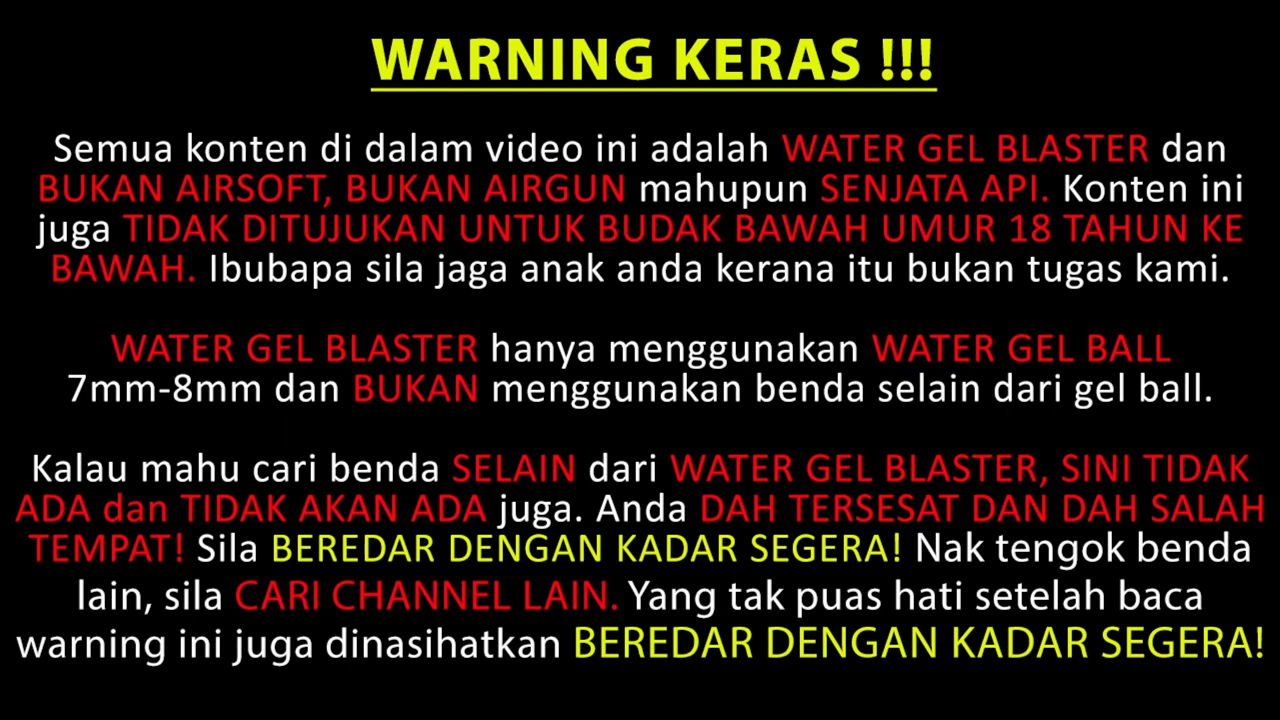 WARNING KERAS !!!
Semua konten di dalam video ini adalah WATER GEL BLASTER dan
BUKAN AIRSOFT, BUKAN AIRGUN mahupun SENJATA API. Konten ini
juga TIDAK DITUJUKAN UNTUK BUDAK BAWAH UMUR 18 TAHUN KE
BAWAH. Ibubapa sila jaga anak anda kerana itu bukan tugas kami.
WATER GEL BLASTER hanya menggunakan WATER GEL BALL
7mm-8mm dan BUKAN menggunakan benda selain dari gel ball.
Kalau mahu cari benda SELAIN dari WATER GEL BLASTER, SINI TIDAK
ADA dan TIDAK AKAN ADA juga. Anda DAH TERSESAT DAN DAH SALAH
TEMPAT! Sila BEREDAR DENGAN KADAR SEGERA! Nak tengok benda
lain, sila CARI CHANNEL LAIN. Yang tak puas hati setelah baca
warning ini juga dinasihatkan BEREDAR DENGAN KADAR SEGERA!